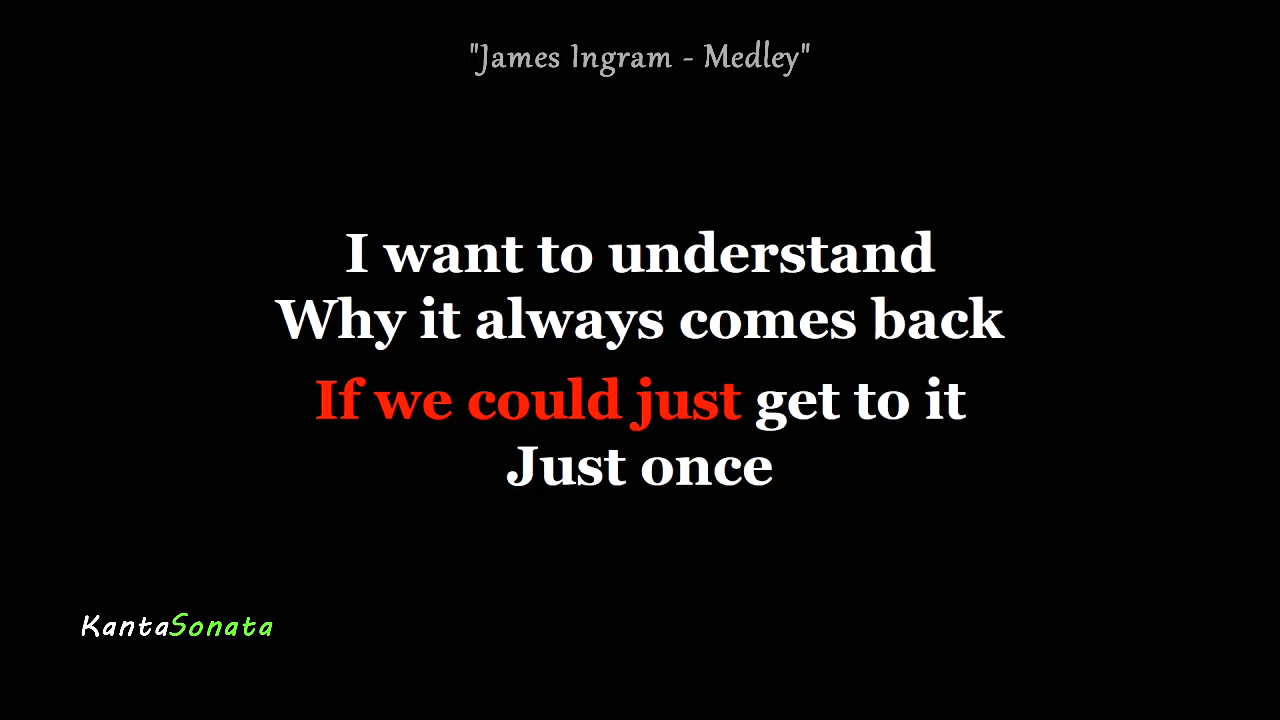 "James Ingram - Medley"
I want to understand
Why it always comes back
If we could just get to it
Just once
KantaSonata